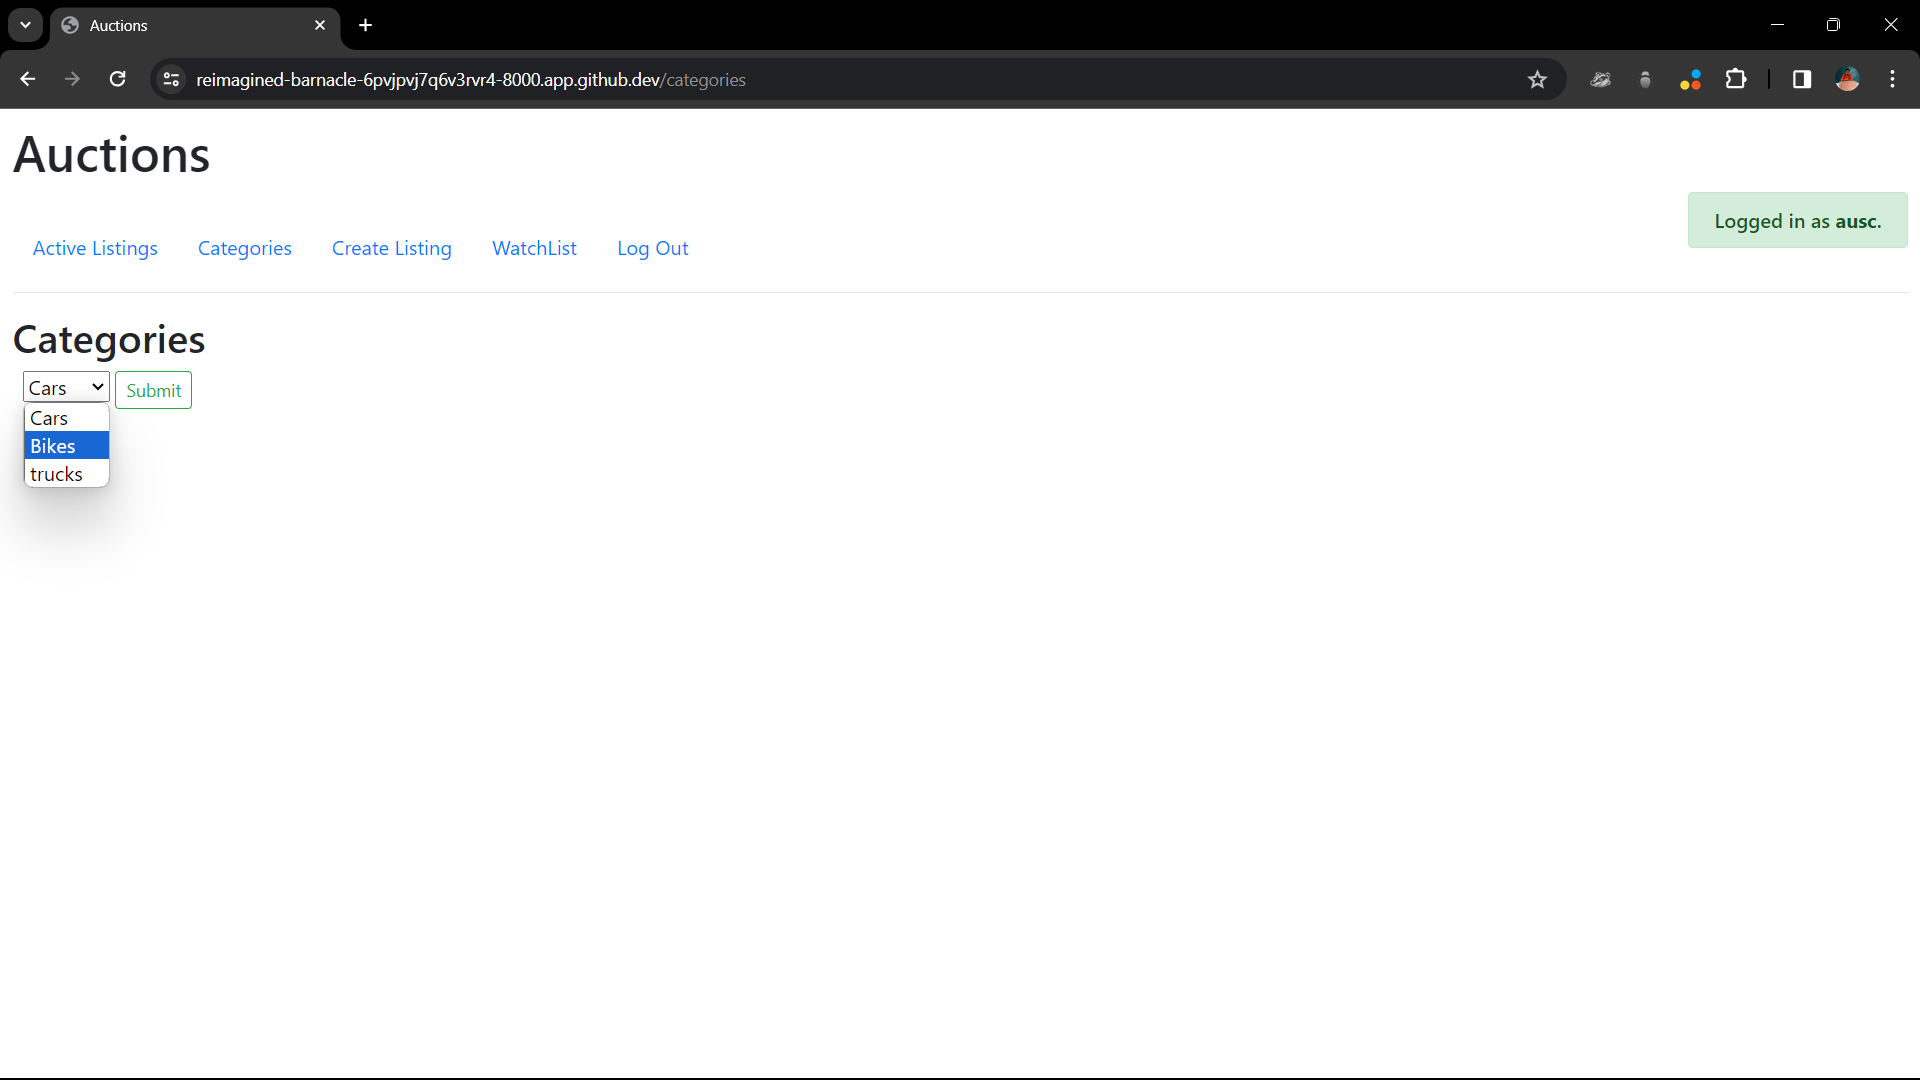 Auctions
reimagined-barnacle-6pvjpvj7q6v3rvr4-8000.app.github.dev/categories
Auctions
Logged in as ausc.
Active Listings Categories Create Listing WatchList Log Out
Categories
Cars Submit
Cars
Bikes
trucks